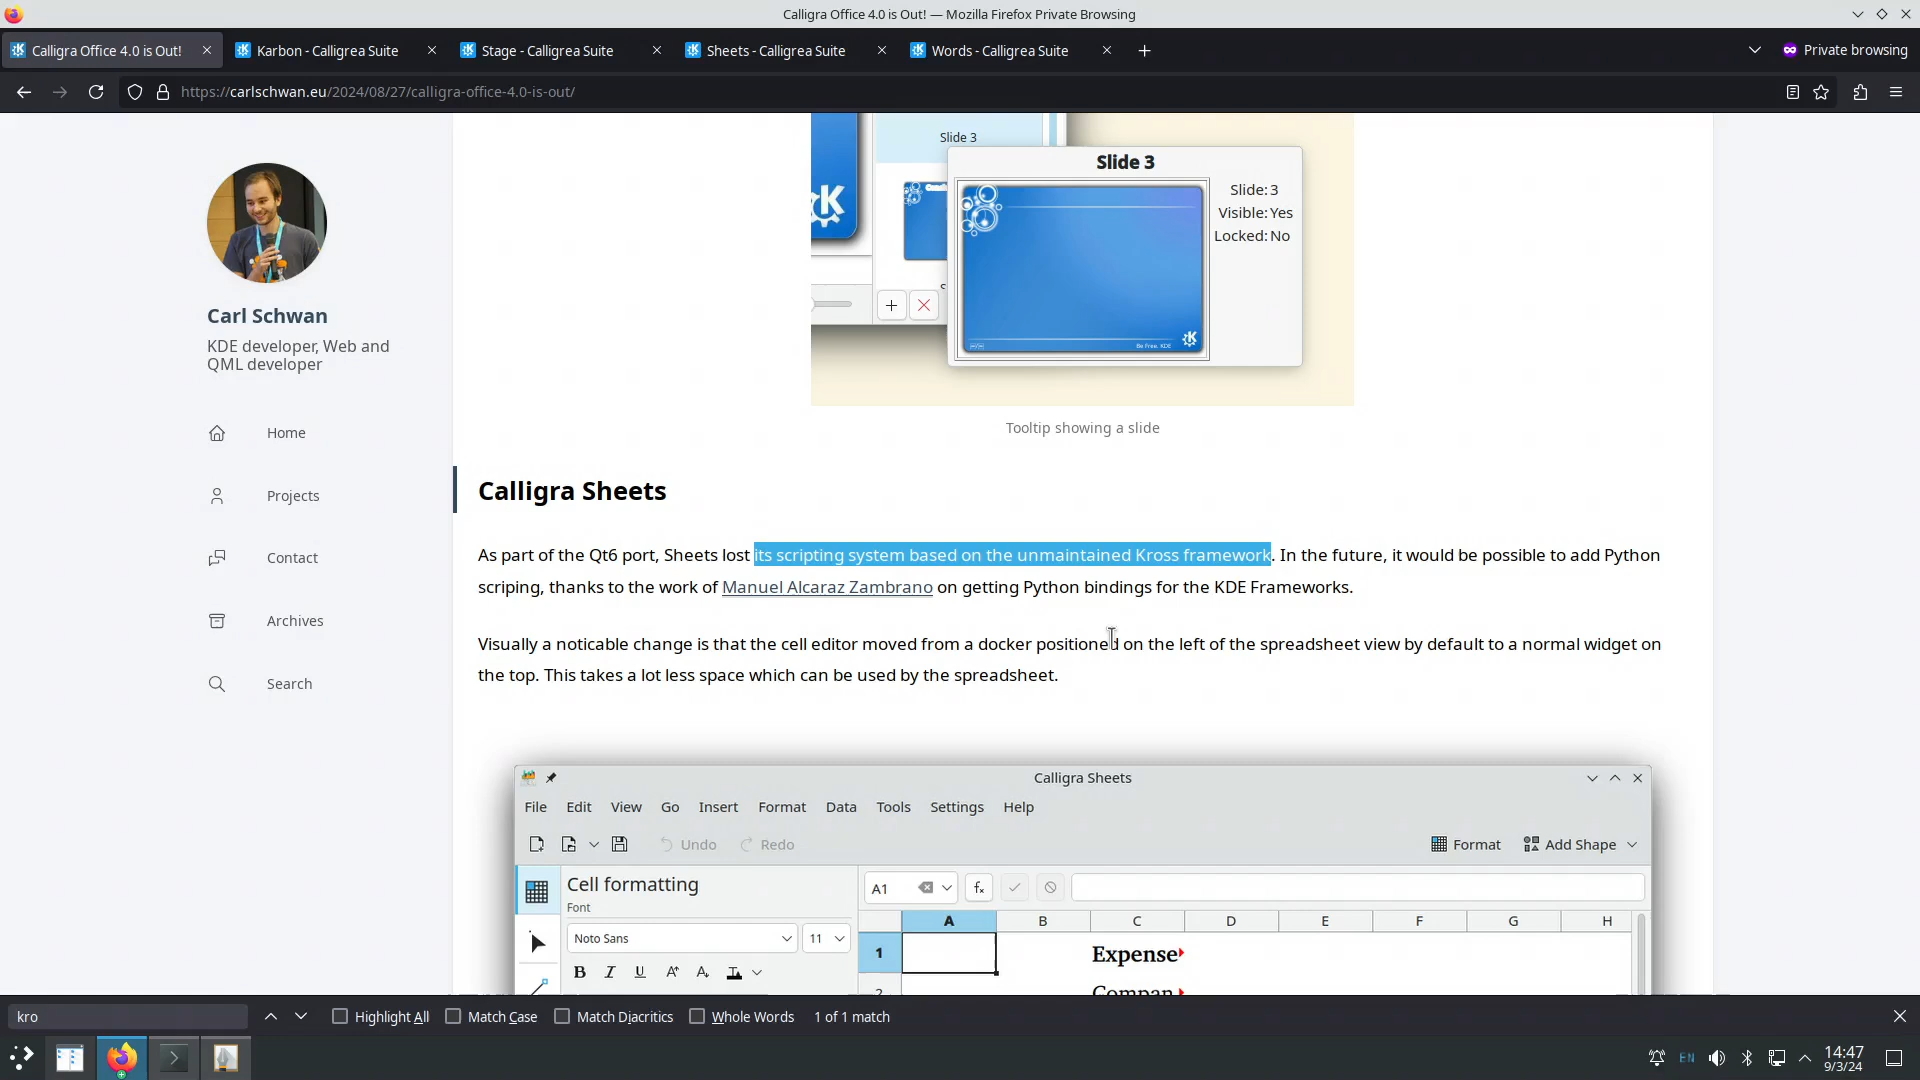 Calligra Office 4.0 is Out! — Mozilla Firefox Private Browsing
Calligra Office 4.0 is Out!
Karbon - Calligrea Suite
Stage - Calligrea Suite
Sheets - Calligrea Suite
Words - Calligrea Suite
Private browsing
https://carlschwan.eu/2024/08/27/calligra-office-4.0-is-out/
Slide 3
Slide 3
Slide: 3
Visible: Yes
Locked: No
Be Free. KDE
Tooltip showing a slide
Carl Schwan
KDE developer, Web and
QML developer
Home
Projects
Contact
Archives
Search
Calligra Sheets
As part of the Qt6 port, Sheets lost its scripting system based on the unmaintained Kross framework. In the future, it would be possible to add Python
scriping, thanks to the work of Manuel Alcaraz Zambrano on getting Python bindings for the KDE Frameworks.
Visually a noticable change is that the cell editor moved from a docker positioned on the left of the spreadsheet view by default to a normal widget on
the top. This takes a lot less space which can be used by the spreadsheet.
Calligra Sheets
File Edit View Go Insert Format Data Tools Settings Help
Undo Redo Format Add Shape
Cell formatting
Font
Noto Sans 11
B I U A A T
A1 fx
A B C D E F G H
1 Expense
2 Compan
kro Highlight All Match Case Match Diacritics Whole Words 1 of 1 match
EN
14:47
9/3/24